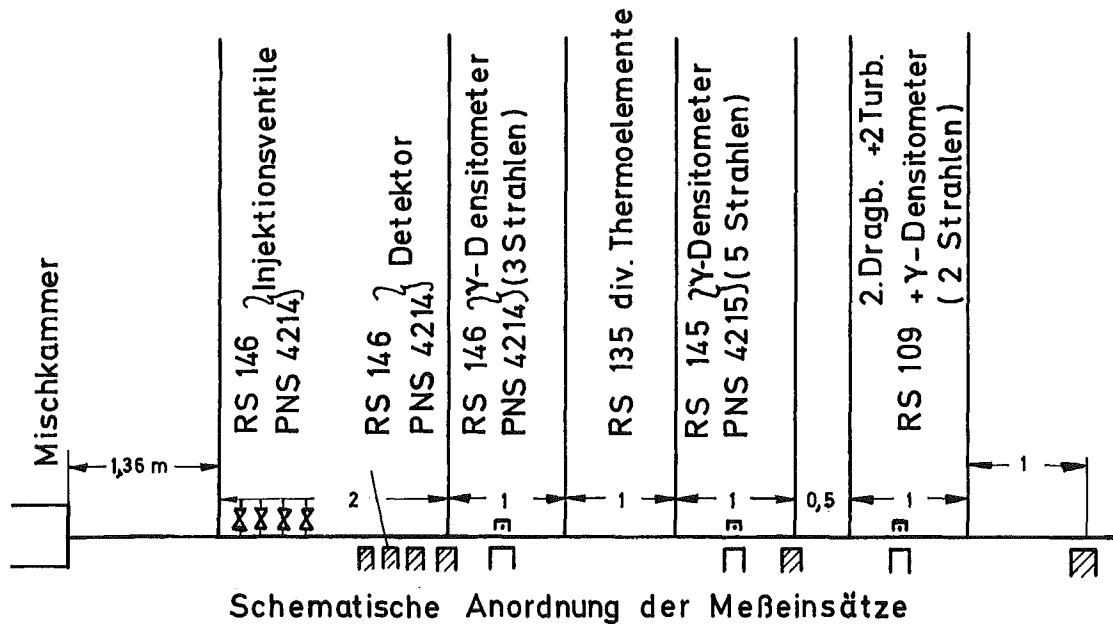 Mischkammer
RS 146
PNS 4214
Injektionsventile
RS 146
PNS 4214
Detektor
RS 146 γ-Densitometer
PNS 4214 (3 Strahlen)
RS 135 div. Thermoelemente
RS 145 γ-Densitometer
PNS 4215 (5 Strahlen)
2.Dragb. +2Turb.
RS 109 + γ-Densitometer
(2 Strahlen)
1,36 m
2
1
1
1
0,5
1
1
Schematische Anordnung der Meßeinsätze